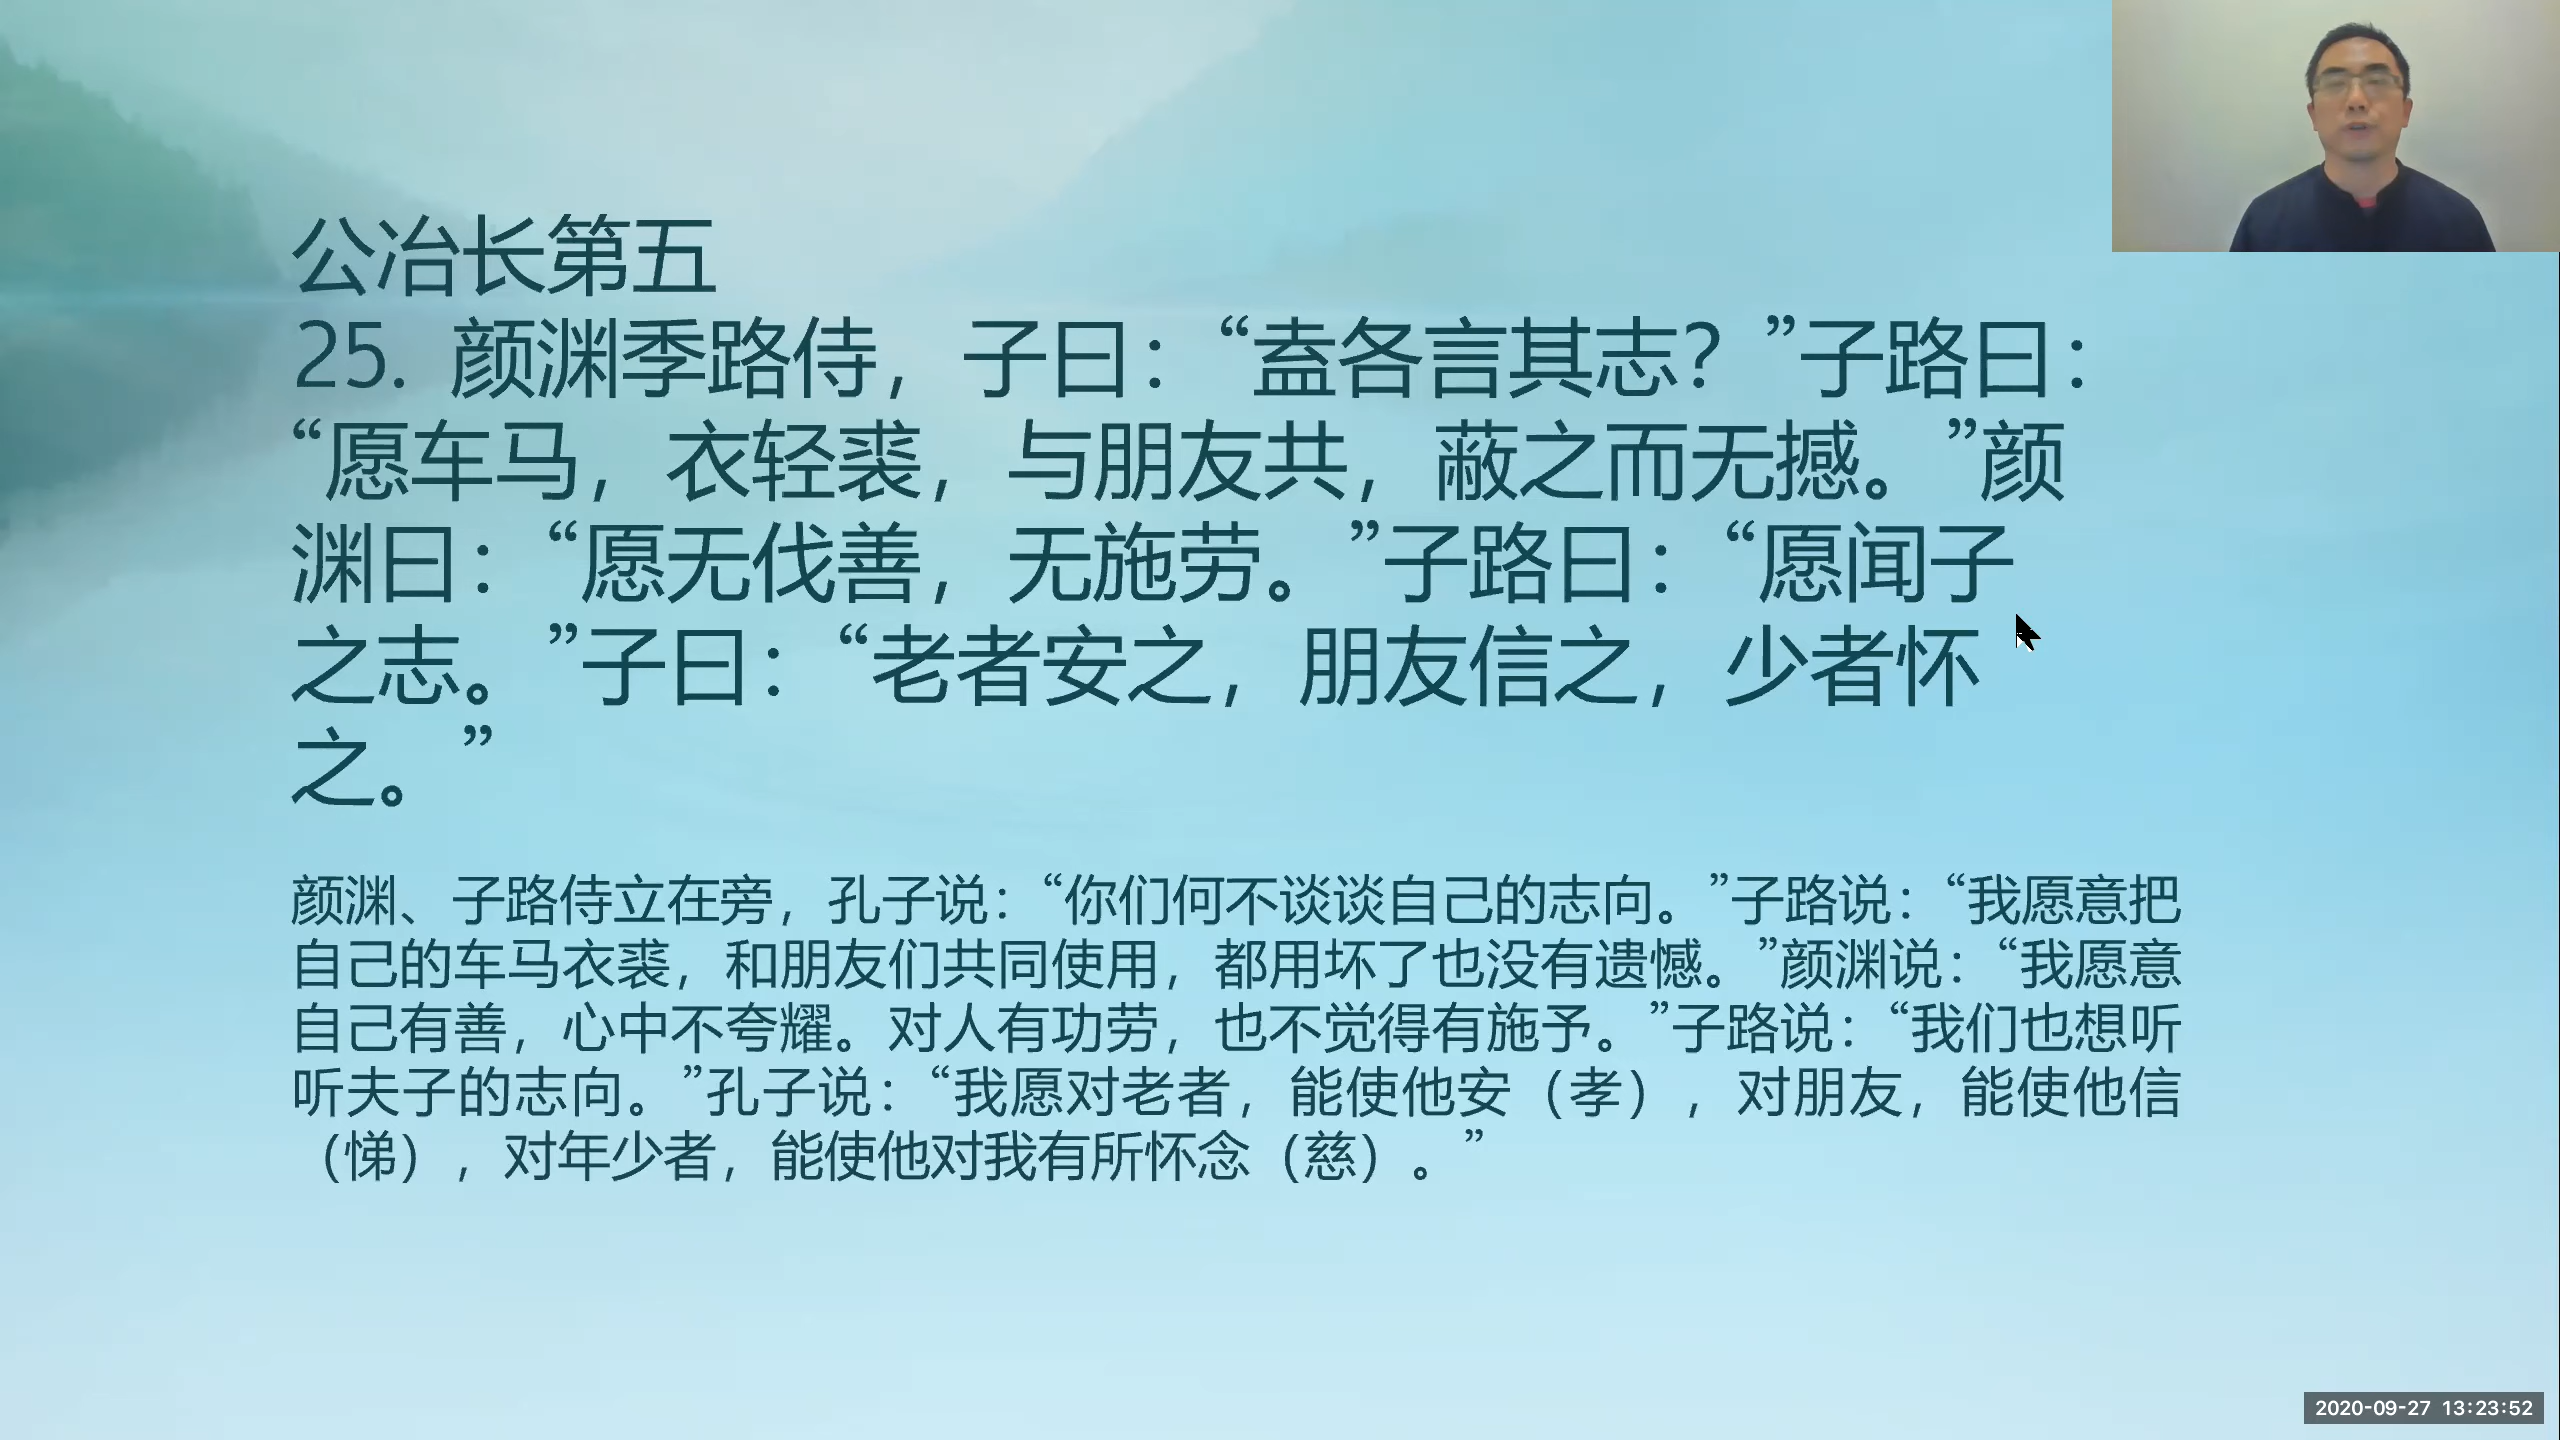 公冶长第五
25. 颜渊季路侍，子曰：“盍各言其志？”子路曰：
“愿车马，衣轻裘，与朋友共，蔽之而无撼。”颜
渊曰：“愿无伐善，无施劳。”子路曰：“愿闻子
之志。”子曰：“老者安之，朋友信之，少者怀
之。”
颜渊、子路侍立在旁，孔子说：“你们何不谈谈自己的志向。”子路说：“我愿意把
自己的车马衣裘，和朋友们共同使用，都用坏了也没有遗憾。”颜渊说：“我愿意
自己有善，心中不夸耀。对人有功劳，也不觉得有施予。”子路说：“我们也想听
听夫子的志向。”孔子说：“我愿对老者，能使他安（孝），对朋友，能使他信
（悌），对年少者，能使他对我有所怀念（慈）。”
2020-09-27 13:23:52